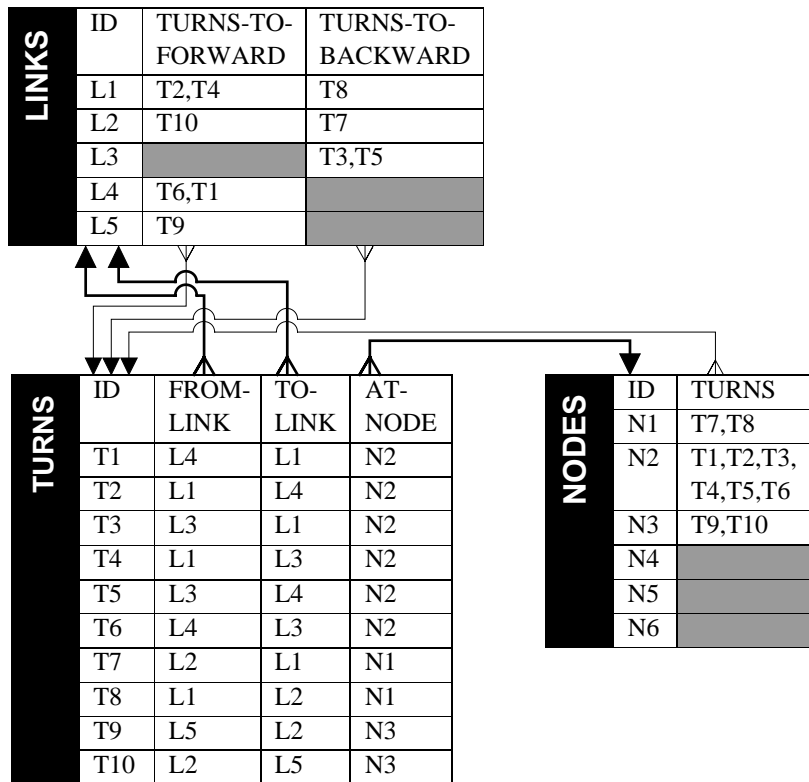 LINKS
ID TURNS-TO- TURNS-TO-
FORWARD BACKWARD
L1 T2,T4 T8
L2 T10 T7
L3 T3,T5
L4 T6,T1
L5 T9
TURNS
ID FROM- TO- AT-
LINK LINK NODE
T1 L4 L1 N2
T2 L1 L4 N2
T3 L3 L1 N2
T4 L1 L3 N2
T5 L3 L4 N2
T6 L4 L3 N2
T7 L2 L1 N1
T8 L1 L2 N1
T9 L5 L2 N3
T10 L2 L5 N3
NODES
ID TURNS
N1 T7,T8
N2 T1,T2,T3,
T4,T5,T6
N3 T9,T10
N4
N5
N6